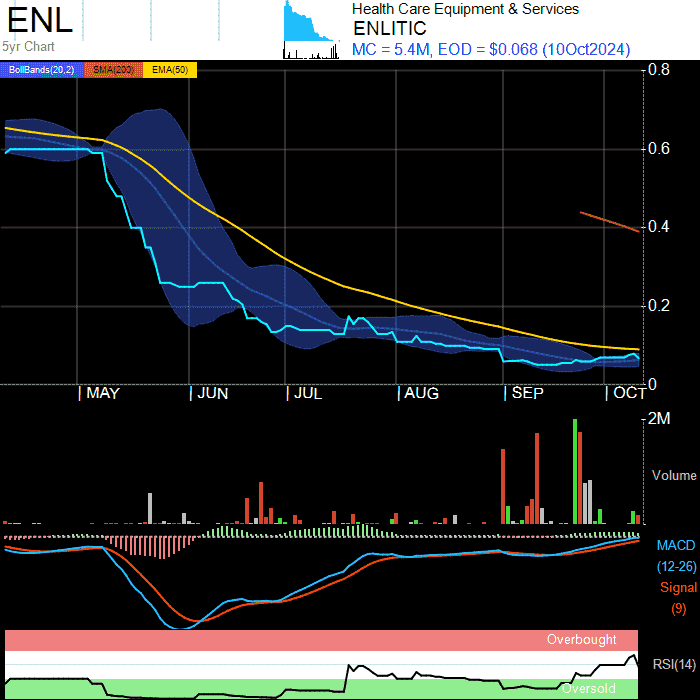 ENL
5yr Chart
Health Care Equipment & Services
ENLITIC
MC = 5.4M, EOD = $0.068 (10Oct2024)
BollBands(20,2) SMA(200) EMA(50)
0.8
0.6
0.4
0.2
0
MAY JUN JUL AUG SEP OCT
2M
Volume
MACD
(12-26)
Signal
(9)
Overbought
RSI(14)
Oversold